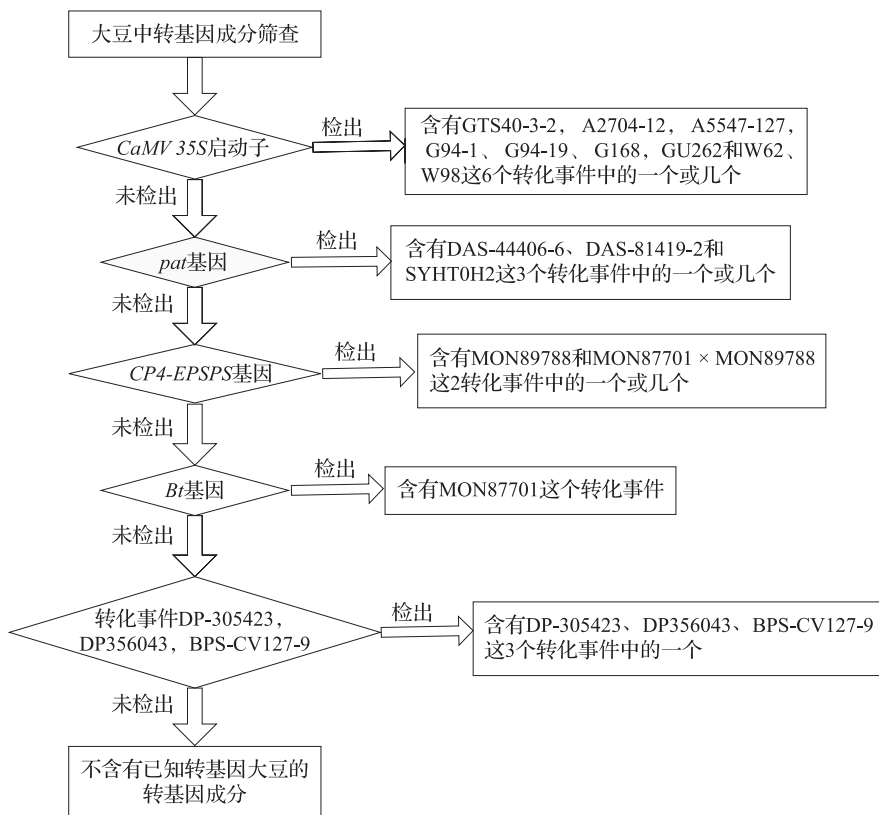 大豆中转基因成分筛查
CaMV 35S启动子
检出
含有GTS40-3-2， A2704-12， A5547-127，
G94-1、 G94-19、 G168，GU262和W62、
W98这6个转化事件中的一个或几个
未检出
pat基因
检出
含有DAS-44406-6、DAS-81419-2和
SYHT0H2这3个转化事件中的一个或几个
未检出
CP4-EPSPS基因
检出
含有MON89788和MON87701 × MON89788
这2转化事件中的一个或几个
未检出
Bt基因
检出
含有MON87701这个转化事件
未检出
转化事件DP-305423，
DP356043，BPS-CV127-9
检出
含有DP-305423、DP356043、BPS-CV127-9
这3个转化事件中的一个
未检出
不含有已知转基因大豆的
转基因成分